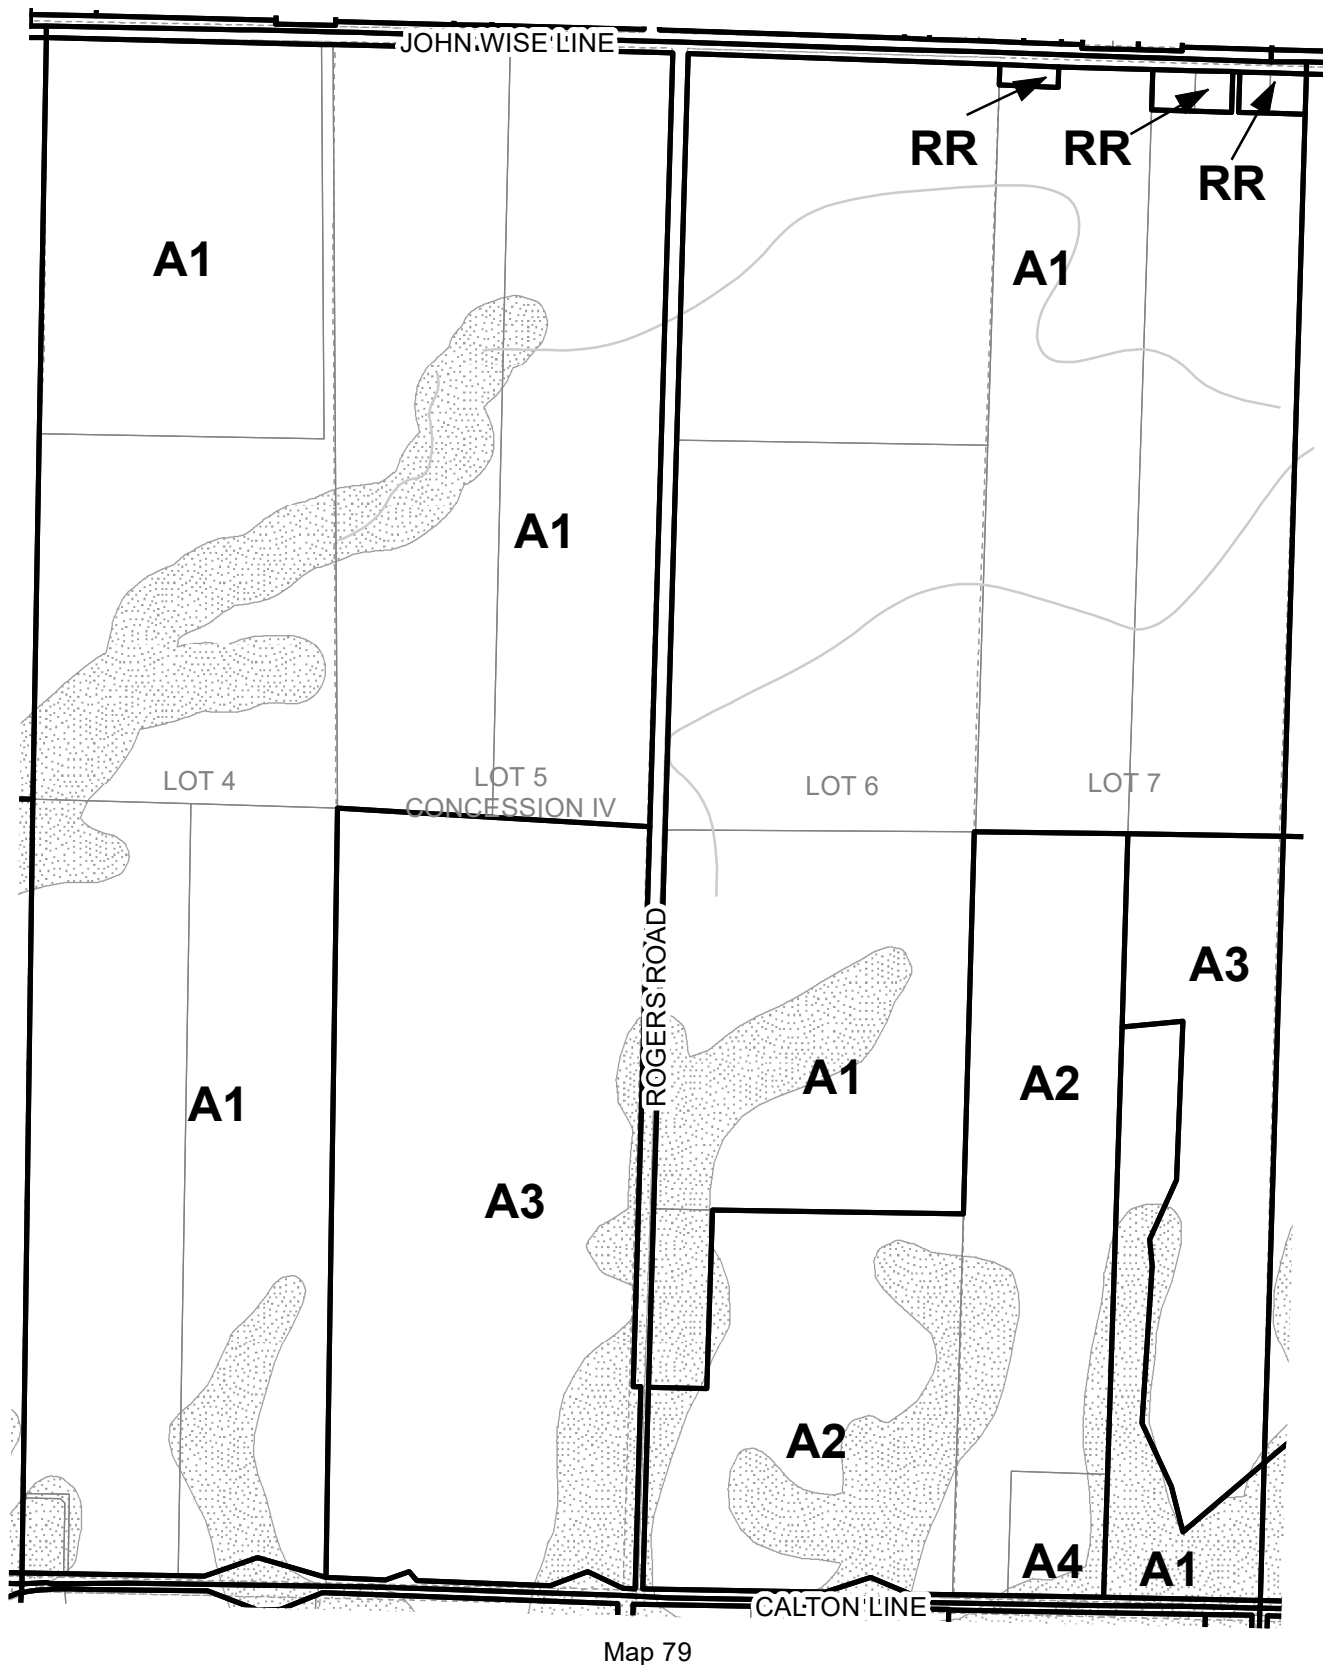 JOHN WISE LINE
RR
RR
RR
A1
A1
A1
LOT 4
LOT 5
CONCESSION IV
LOT 6
LOT 7
ROGERS ROAD
A3
A1
A2
A1
A3
A2
A4
A1
CALTON LINE
Map 79